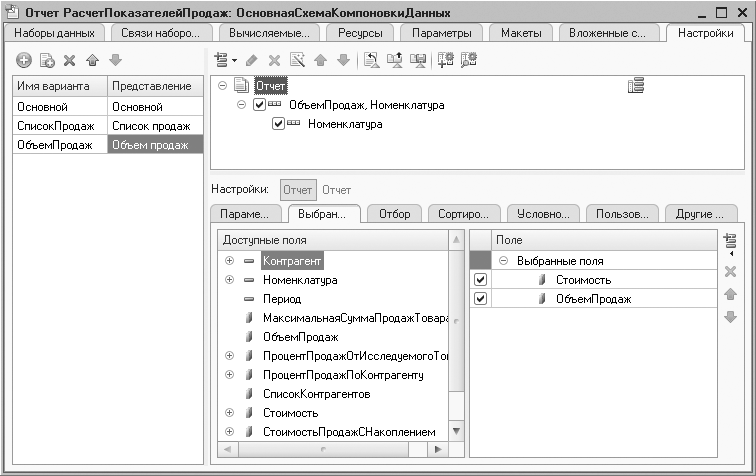 Отчет РасчетПоказателейПродаж: ОсновнаяСхемаКомпоновкиДанных
Наборы данных Связи наборо... Вычисляемые... Ресурсы Параметры Макеты Вложенные с... Настройки
Имя варианта Представление
Основной Основной
СписокПродаж Список продаж
ОбъемПродаж Объем продаж
Отчет
ОбъемПродаж, Номенклатура
Номенклатура
Настройки: Отчет Отчет
Параме... Выбран... Отбор Сортиро... Условно... Пользов... Другие ...
Доступные поля
Контрагент
Номенклатура
Период
МаксимальнаяСуммаПродажТовара
ОбъемПродаж
ПроцентПродажОтИсследуемогоТо
ПроцентПродажПоКонтрагенту
СписокКонтрагентов
Стоимость
СтоимостьПродажСНакоплением
Поле
Выбранные поля
Стоимость
ОбъемПродаж